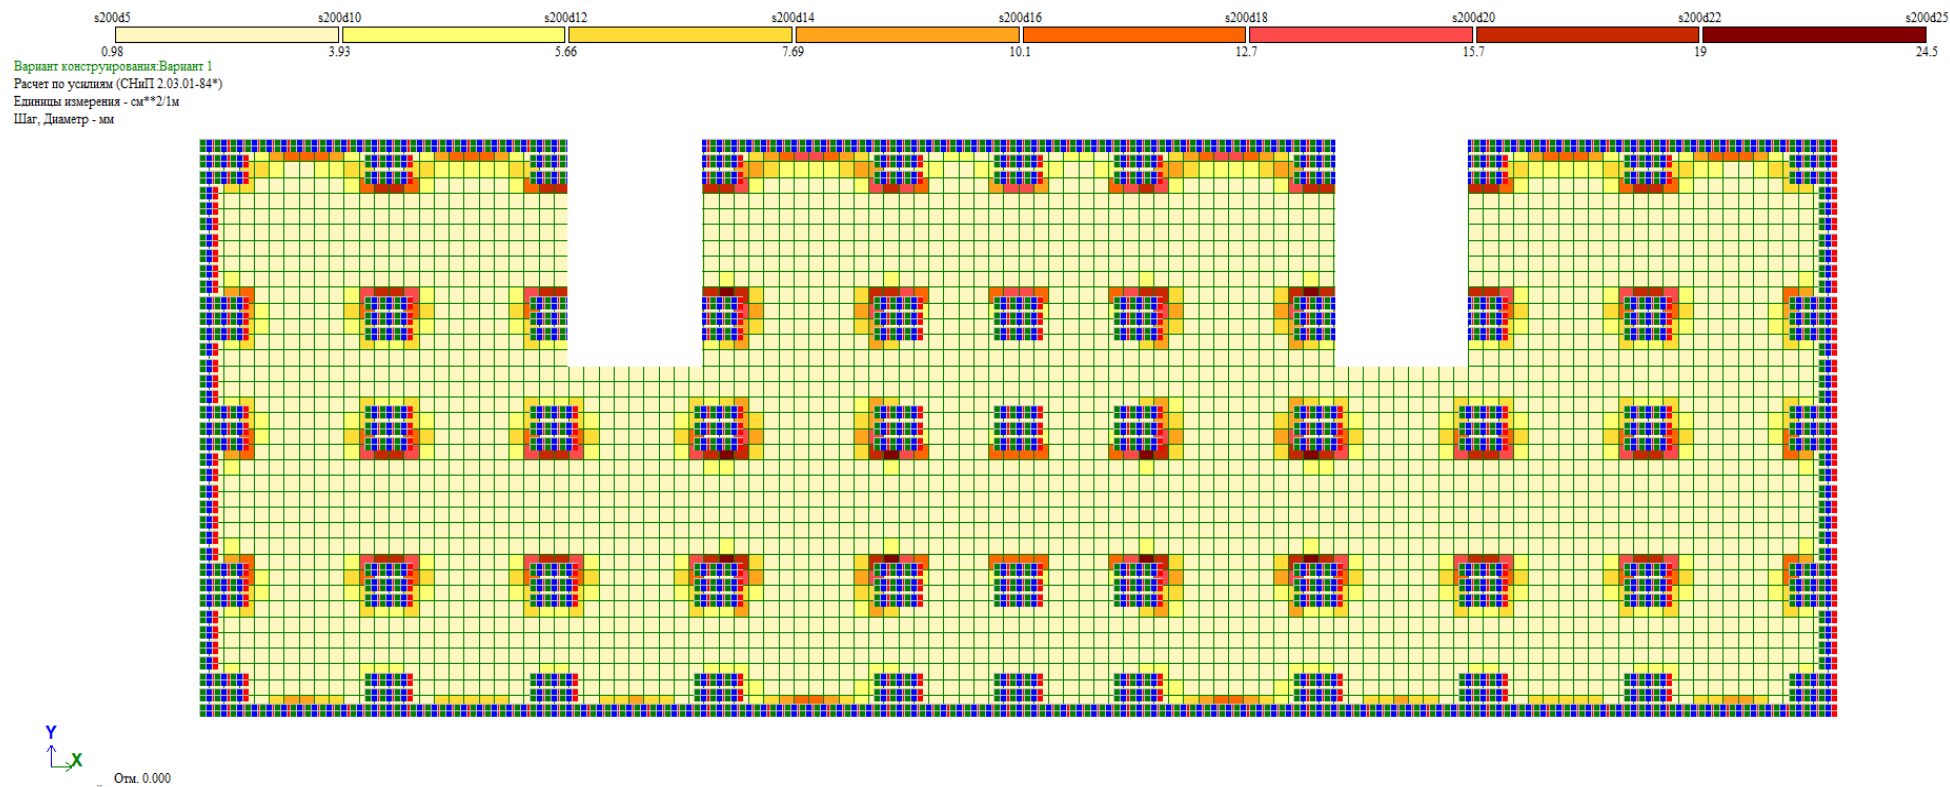 s200d5 s200d10 s200d12 s200d14 s200d16 s200d18 s200d20 s200d22 s200d25
0.98 3.93 5.66 7.69 10.1 12.7 15.7 19 24.5
Вариант конструирования:Вариант 1
Расчет по усилиям (СНиП 2.03.01-84*)
Единицы измерения - см**2/1м
Шаг, Диаметр - мм
Y
X
Отм. 0.000